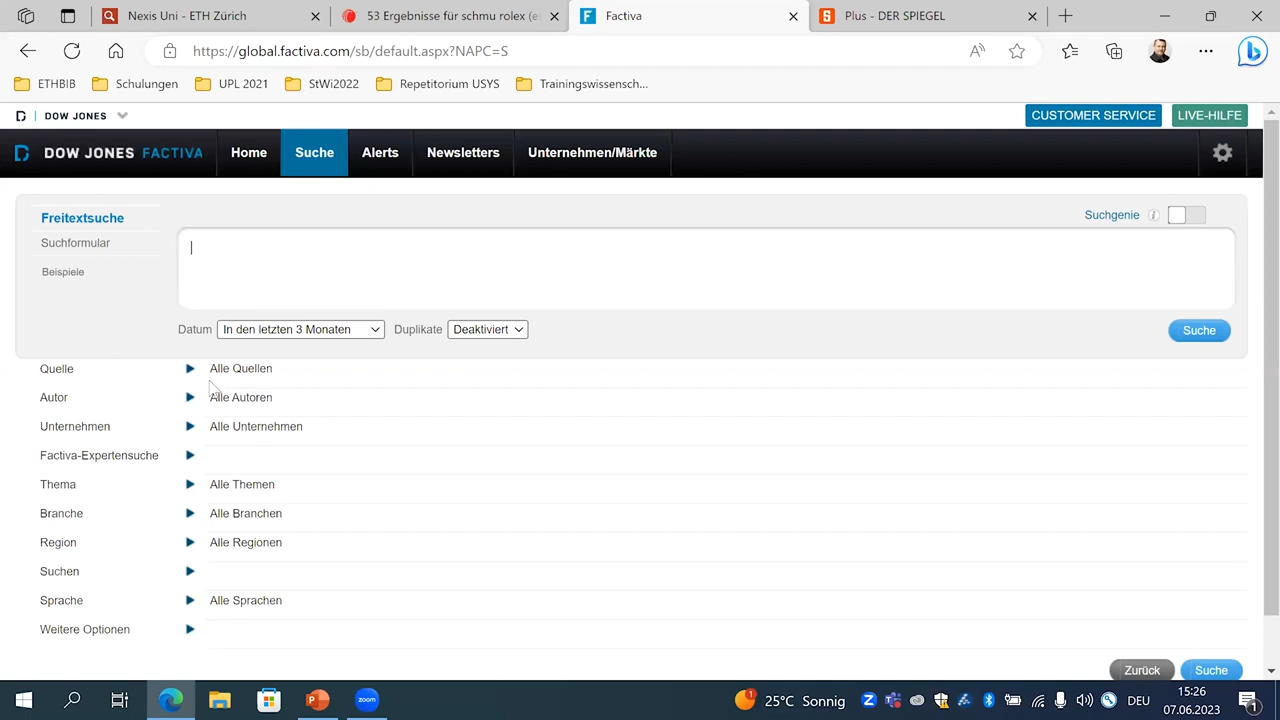 Nexis Uni - ETH Zürich
53 Ergebnisse für schmu rolex (e
Factiva
Plus - DER SPIEGEL
https://global.factiva.com/sb/default.aspx?NAPC=S
ETHBIB
Schulungen
UPL 2021
StWi2022
Repetitorium USYS
Trainingswissensch...
DOW JONES
CUSTOMER SERVICE
LIVE-HILFE
DOW JONES FACTIVA
Home
Suche
Alerts
Newsletters
Unternehmen/Märkte
Freitextsuche
Suchgenie
Suchformular
Beispiele
Datum
In den letzten 3 Monaten
Duplikate
Deaktiviert
Suche
Quelle
Alle Quellen
Autor
Alle Autoren
Unternehmen
Alle Unternehmen
Factiva-Expertensuche
Thema
Alle Themen
Branche
Alle Branchen
Region
Alle Regionen
Suchen
Sprache
Alle Sprachen
Weitere Optionen
Zurück
Suche
1
25°C Sonnig
zoom
DEU
15:26
07.06.2023
1